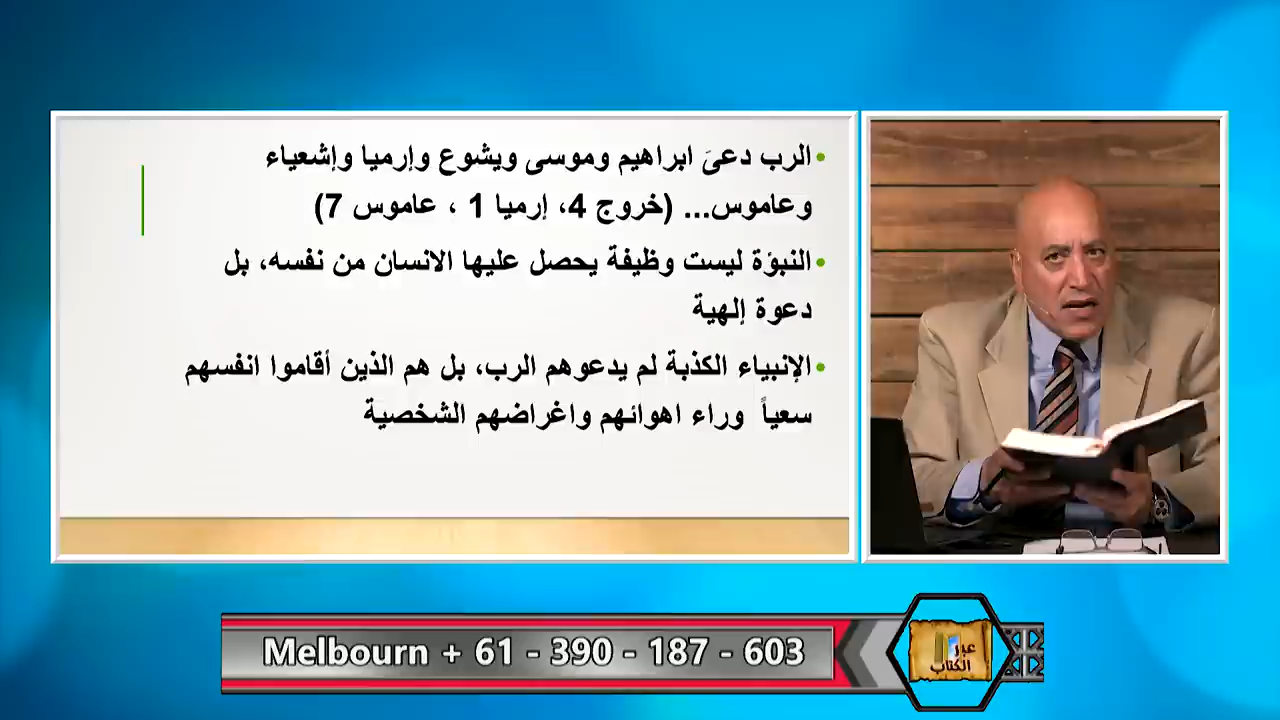 • الرب دعىَ ابراهيم وموسى ويشوع وإرميا وإشعياء
وعاموس... (خروج 4، إرميا 1 ، عاموس 7)
• النبوّة ليست وظيفة يحصل عليها الانسان من نفسه، بل
دعوة إلهية
• الإنبياء الكذبة لم يدعوهم الرب، بل هم الذين أقاموا انفسهم
سعياً وراء اهوائهم واغراضهم الشخصية
Melbourn + 61 - 390 - 187 - 603
عبر
الكتاب